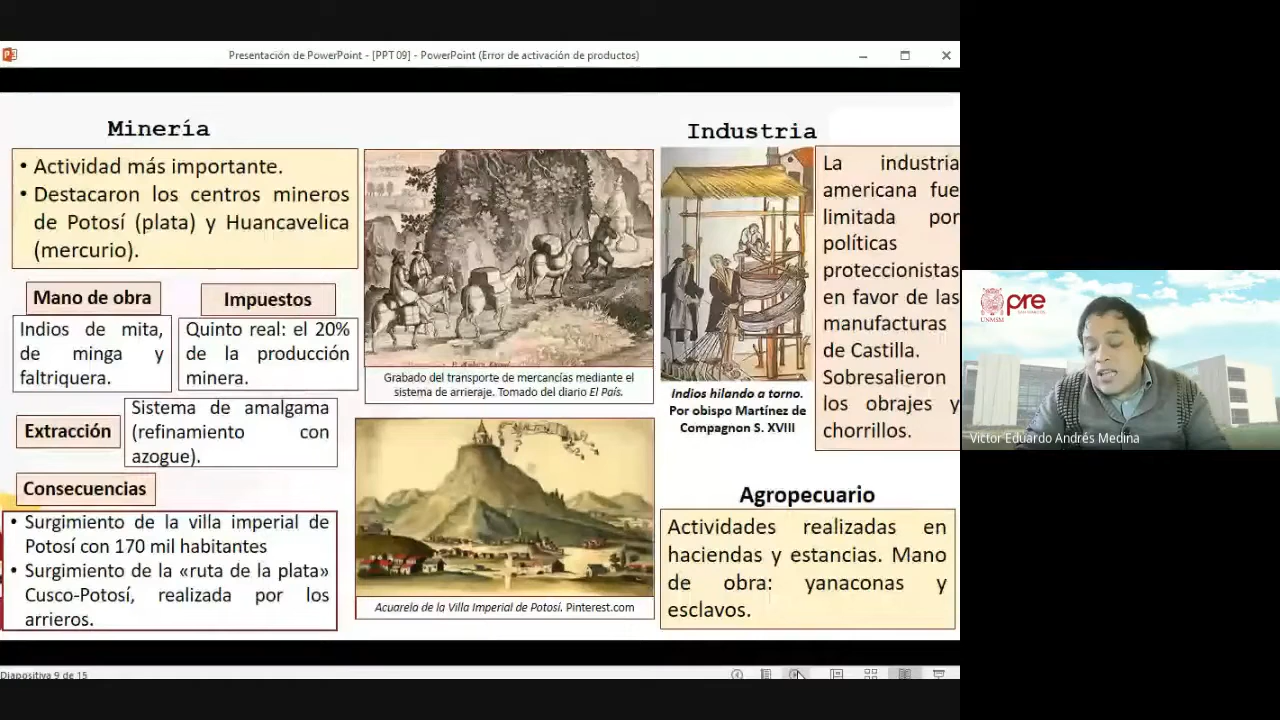 Presentación de PowerPoint - [PPT 09] - PowerPoint (Error de activación de productos)
Minería
• Actividad más importante.
• Destacaron los centros mineros
de Potosí (plata) y Huancavelica
(mercurio).
Mano de obra
Indios de mita,
de minga y
faltriquera.
Impuestos
Quinto real: el 20%
de la producción
minera.
Extracción
Sistema de amalgama
(refinamiento con
azogue).
Consecuencias
• Surgimiento de la villa imperial de
Potosí con 170 mil habitantes
• Surgimiento de la «ruta de la plata»
Cusco-Potosí, realizada por los
arrieros.
Grabado del transporte de mercancías mediante el
sistema de arrieraje. Tomado del diario El País.
Acuarela de la Villa Imperial de Potosí. Pinterest.com
Industria
Indios hilando a torno.
Por obispo Martínez de
Compagnon S. XVIII
La industria
americana fue
limitada por
políticas
proteccionistas
en favor de las
manufacturas
de Castilla.
Sobresalieron
los obrajes y
chorrillos.
Agropecuario
Actividades realizadas en
haciendas y estancias. Mano
de obra: yanaconas y
esclavos.
Diapositiva 9 de 15
UNMSM
pre
Victor Eduardo Andrés Medina